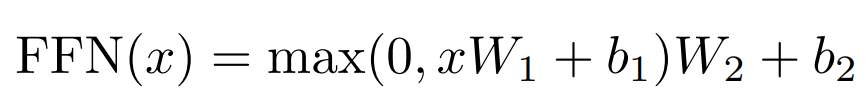 FFN(x) = max(0, xW₁ + b₁)W₂ + b₂